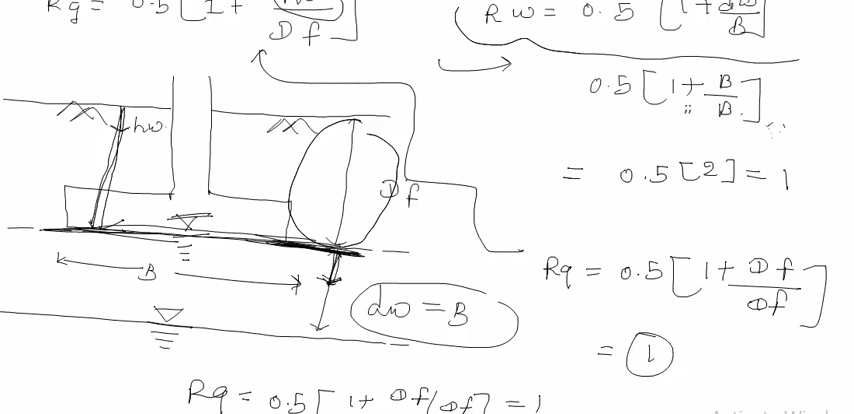 Rq = 0.5 [1 + hw/Df]
Rw = 0.5 [1 + dw/B]
0.5 [1 + B/B]
= 0.5 [2] = 1
hw
Df
B
dw = B
Rq = 0.5 [1 + Df/Df]
= 1
Rq = 0.5 [1 + Df/Df] = 1